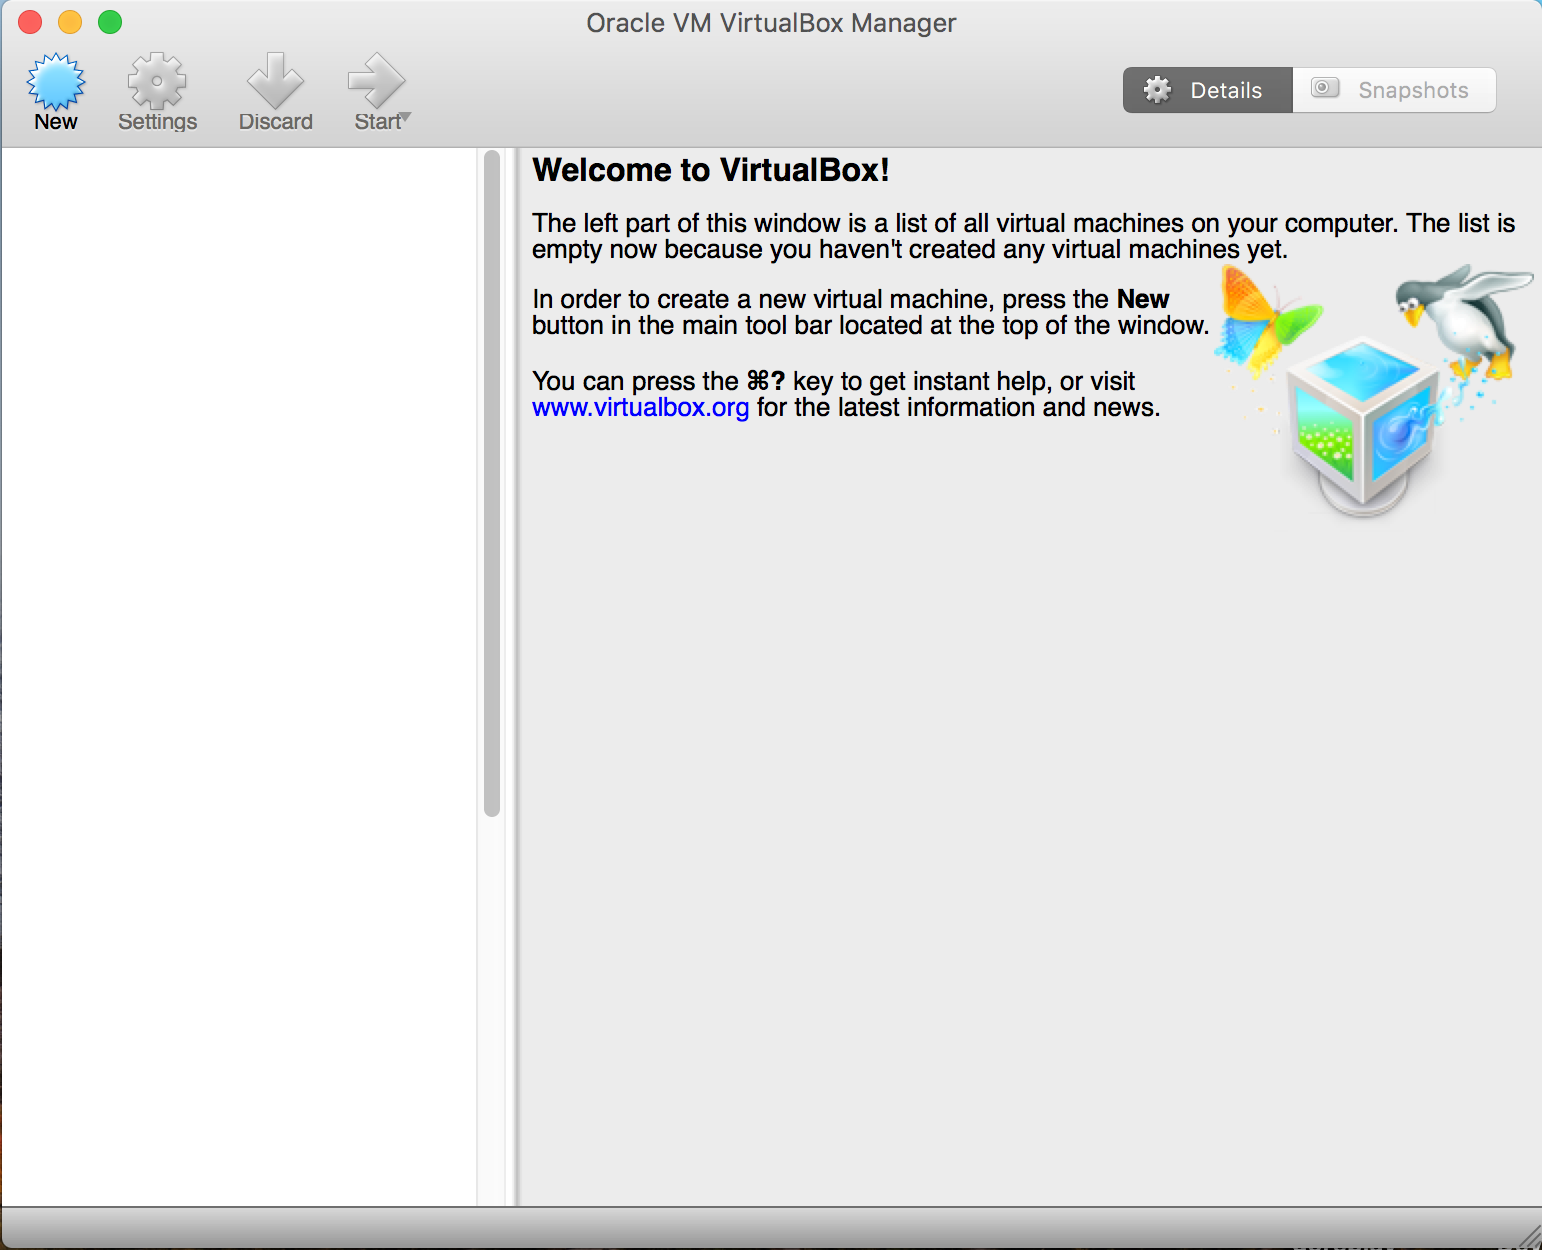 Oracle VM VirtualBox Manager
New
Settings
Discard
Start
Details
Snapshots
Welcome to VirtualBox!
The left part of this window is a list of all virtual machines on your computer. The list is
empty now because you haven't created any virtual machines yet.
In order to create a new virtual machine, press the New
button in the main tool bar located at the top of the window.
You can press the ⌘? key to get instant help, or visit
www.virtualbox.org for the latest information and news.